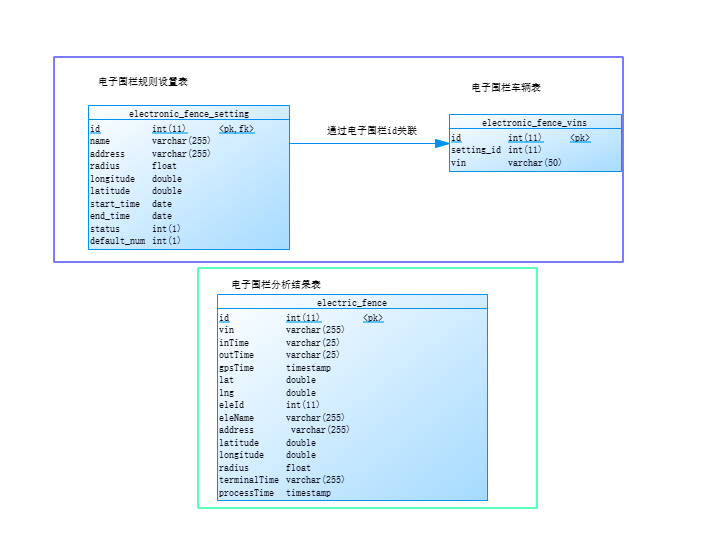 电子围栏规则设置表
电子围栏车辆表
electronic_fence_setting
id int(11) <pk,fk>
name varchar(255)
address varchar(255)
radius float
longitude double
latitude double
start_time date
end_time date
status int(1)
default_num int(1)
通过电子围栏id关联
electronic_fence_vins
id int(11) <pk>
setting_id int(11)
vin varchar(50)
电子围栏分析结果表
electric_fence
id int(11) <pk>
vin varchar(255)
inTime varchar(25)
outTime varchar(25)
gpsTime timestamp
lat double
lng double
eleId int(11)
eleName varchar(255)
address varchar(255)
latitude double
longitude double
radius float
terminalTime varchar(255)
processTime timestamp